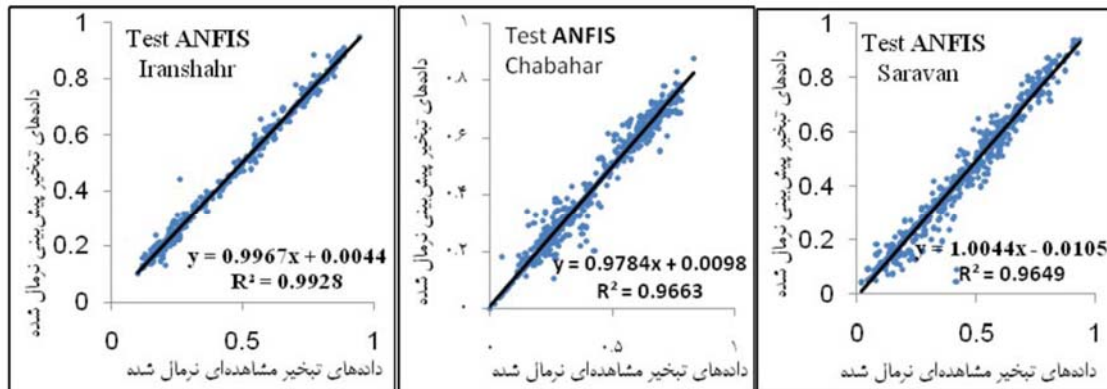 Test ANFIS
Iranshahr
1
0.8
0.6
0.4
0.2
0
داده‌های تبخیر پیش‌بینی نرمال شده
y = 0.9967x + 0.0044
R² = 0.9928
0
0.5
1
داده‌های تبخیر مشاهده‌ای نرمال شده
Test ANFIS
Chabahar
۱
۰.۸
۰.۶
۰.۴
۰.۲
۰
داده‌های تبخیر پیش‌بینی نرمال شده
y = 0.9784x + 0.0098
R² = 0.9663
۰
۰.۵
۱
داده‌های تبخیر مشاهده‌ای نرمال شده
Test ANFIS
Saravan
1
0.8
0.6
0.4
0.2
0
داده‌های تبخیر پیش‌بینی نرمال شده
y = 1.0044x - 0.0105
R² = 0.9649
0
0.5
1
داده‌های تبخیر مشاهده‌ای نرمال شده